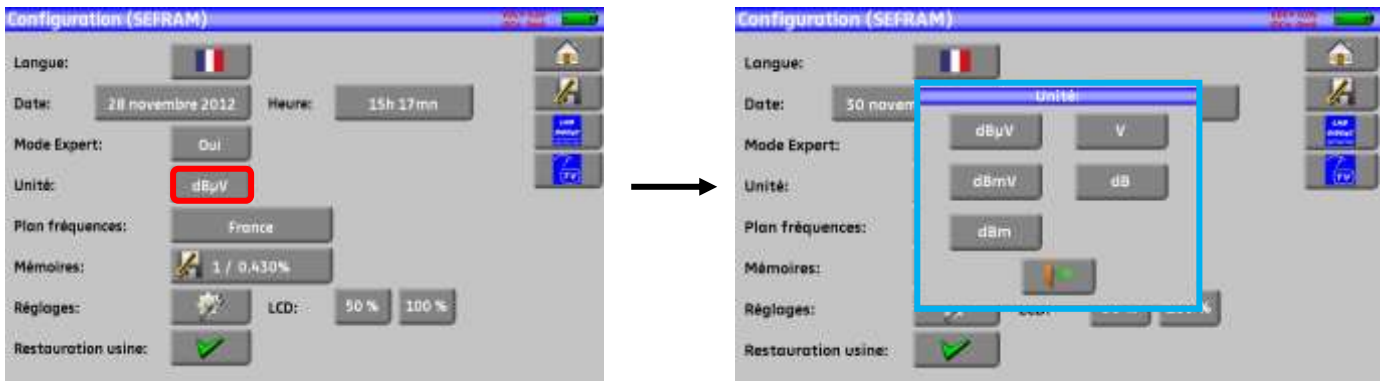 Configuration (SEFRAM)
Langue:
Date: 28 novembre 2012 Heure: 15h 17mn
Mode Expert: Oui
Unité: dBµV
Plan fréquences: France
Mémoires: 1 / 0.430%
Réglages: LCD: 50 % 100 %
Restauration usine:
TV
Configuration (SEFRAM)
Langue:
Date: 30 novem
Mode Expert:
Unité:
Plan fréquences:
Mémoires:
Réglages:
Restauration usine:
Unité:
dBµV V
dBmV dB
dBm
TV